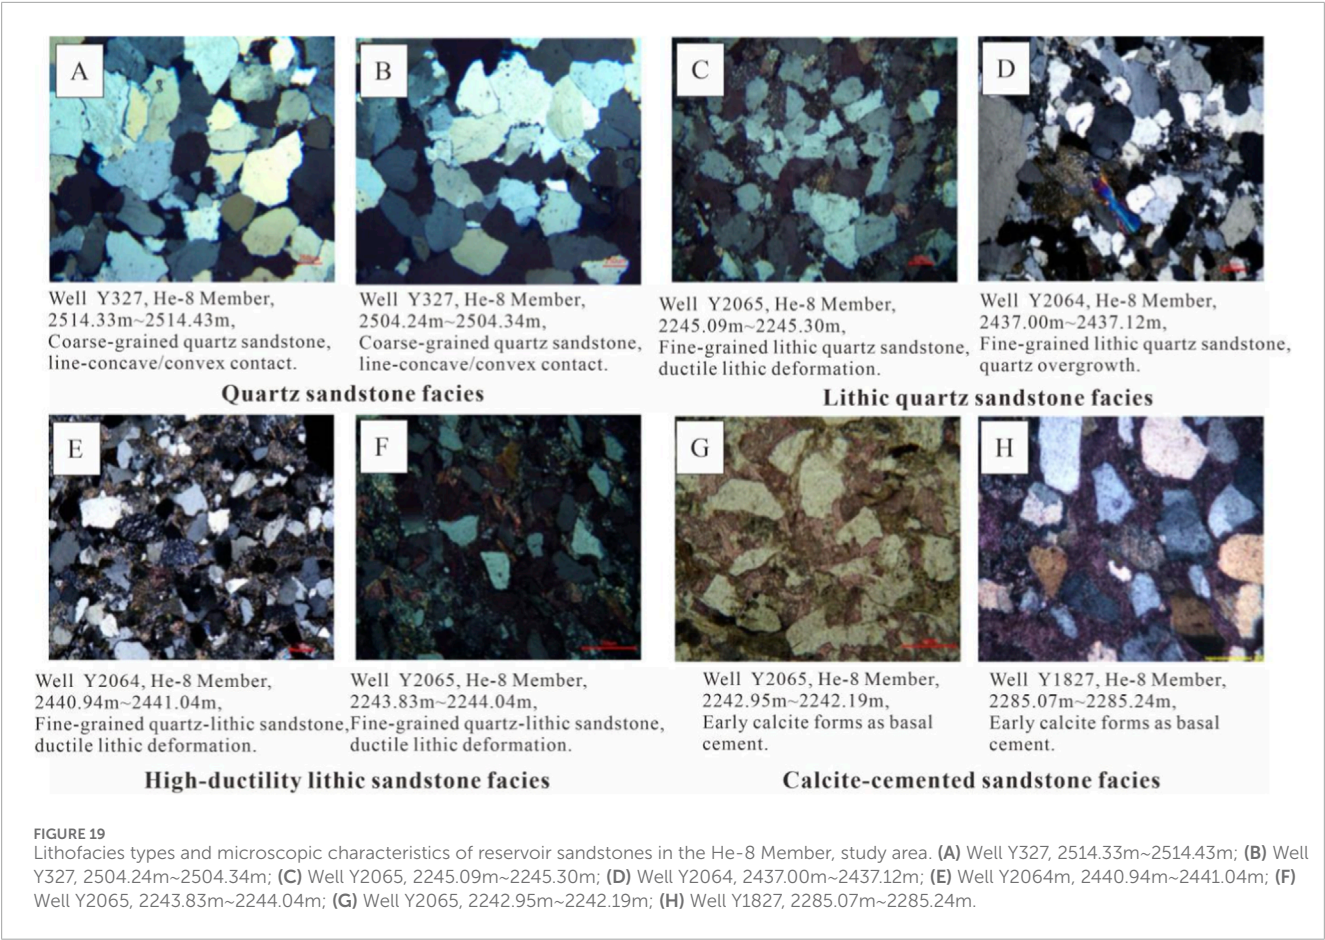 A
B
C
D
Well Y327, He-8 Member,
2514.33m~2514.43m,
Coarse-grained quartz sandstone,
line-concave/convex contact.
Well Y327, He-8 Member,
2504.24m~2504.34m,
Coarse-grained quartz sandstone,
line-concave/convex contact.
Well Y2065, He-8 Member,
2245.09m~2245.30m,
Fine-grained lithic quartz sandstone,
ductile lithic deformation.
Well Y2064, He-8 Member,
2437.00m~2437.12m,
Fine-grained lithic quartz sandstone,
quartz overgrowth.
Quartz sandstone facies
Lithic quartz sandstone facies
E
F
G
H
Well Y2064, He-8 Member,
2440.94m~2441.04m,
Fine-grained quartz-lithic sandstone,
ductile lithic deformation.
Well Y2065, He-8 Member,
2243.83m~2244.04m,
Fine-grained quartz-lithic sandstone,
ductile lithic deformation.
Well Y2065, He-8 Member,
2242.95m~2242.19m,
Early calcite forms as basal
cement.
Well Y1827, He-8 Member,
2285.07m~2285.24m,
Early calcite forms as basal
cement.
High-ductility lithic sandstone facies
Calcite-cemented sandstone facies
FIGURE 19
Lithofacies types and microscopic characteristics of reservoir sandstones in the He-8 Member, study area. (A) Well Y327, 2514.33m~2514.43m; (B) Well
Y327, 2504.24m~2504.34m; (C) Well Y2065, 2245.09m~2245.30m; (D) Well Y2064, 2437.00m~2437.12m; (E) Well Y2064m, 2440.94m~2441.04m; (F)
Well Y2065, 2243.83m~2244.04m; (G) Well Y2065, 2242.95m~2242.19m; (H) Well Y1827, 2285.07m~2285.24m.